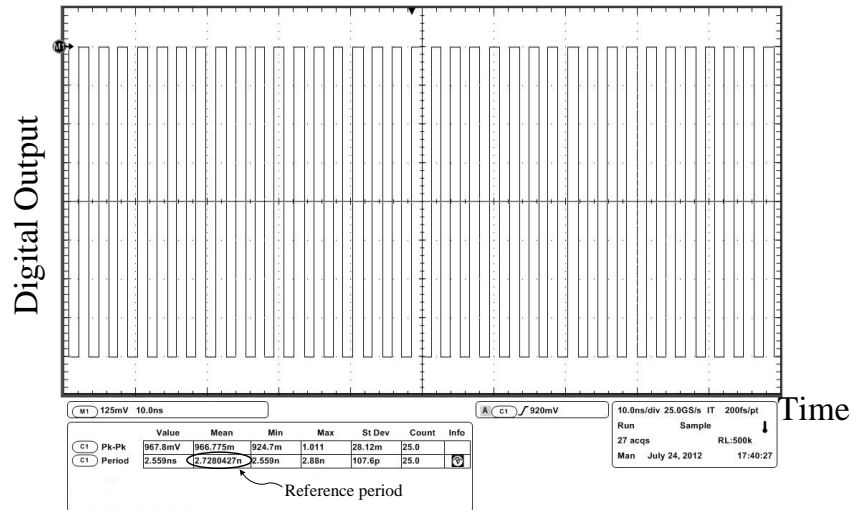 M1
Digital Output
Time
M1 125mV 10.0ns
A C1 920mV
10.0ns/div 25.0GS/s IT 200fs/pt
Run Sample
27 acqs RL:500k
Man July 24, 2012 17:40:27
Value Mean Min Max St Dev Count Info
C1 Pk-Pk 967.8mV 966.775m 924.7m 1.011 28.12m 25.0
C1 Period 2.559ns 2.7280427n 2.559n 2.88n 107.6p 25.0
Reference period